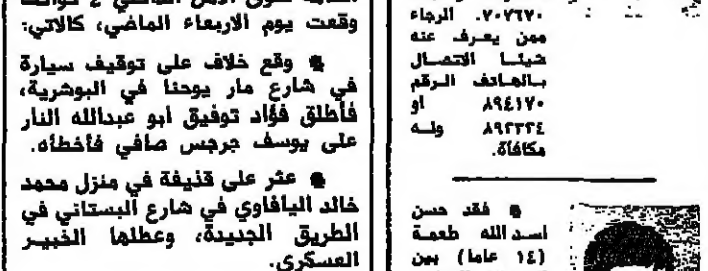 وقعت يوم الاربعاء الماضي، كالآتي:
● وقع خلاف على توقيف سيارة
في شارع مار يوحنا في البوشرية،
فأطلق فؤاد توفيق ابو عبدالله النار
على يوسف جرجس صافي فأخطأه.
● عثر على قذيفة في منزل محمد
خالد اليافاوي في شارع البستاني في
الطريق الجديدة، وعطلها الخبير
العسكري.
٧٠٧٦٧٠. الرجاء
ممن يعرف عنه
شيئا الاتصال
بالهاتف الرقم
٨٩٤١٧٠ او
٨٩٢٣٣٤ وله
مكافأة.
● فقد حسن
اسد الله طعمة
(١٤ عاما) بين